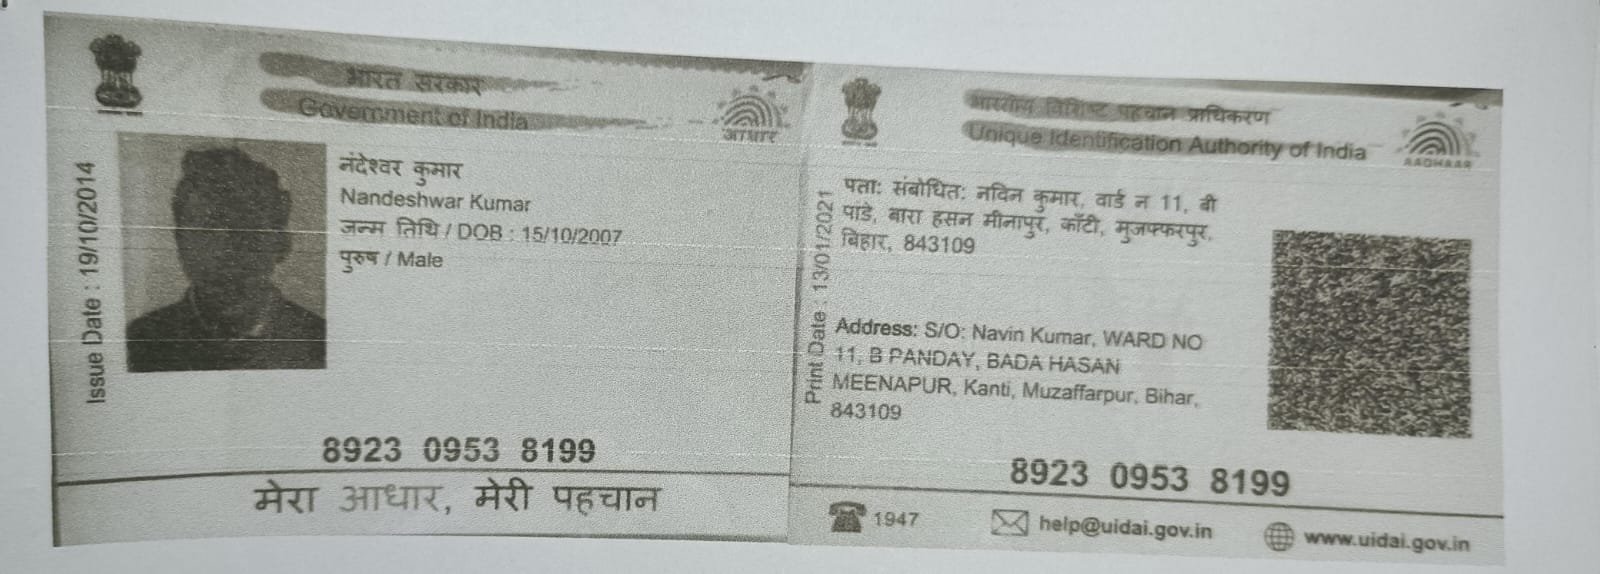 भारत सरकार
Government of India
आधार
Issue Date : 19/10/2014
नंदेश्वर कुमार
Nandeshwar Kumar
जन्म तिथि / DOB : 15/10/2007
पुरुष / Male
8923 0953 8199
मेरा आधार, मेरी पहचान
भारतीय विशिष्ट पहचान प्राधिकरण
Unique Identification Authority of India
AADHAAR
Print Date : 13/01/2021
पता: संबोधित: नविन कुमार, वार्ड न 11, बी
पांडे, बारा हसन मीनापुर, काँटी, मुजफ्फरपुर,
बिहार, 843109
Address: S/O: Navin Kumar, WARD NO
11, B PANDAY, BADA HASAN
MEENAPUR, Kanti, Muzaffarpur, Bihar,
843109
8923 0953 8199
1947
help@uidai.gov.in
www.uidai.gov.in